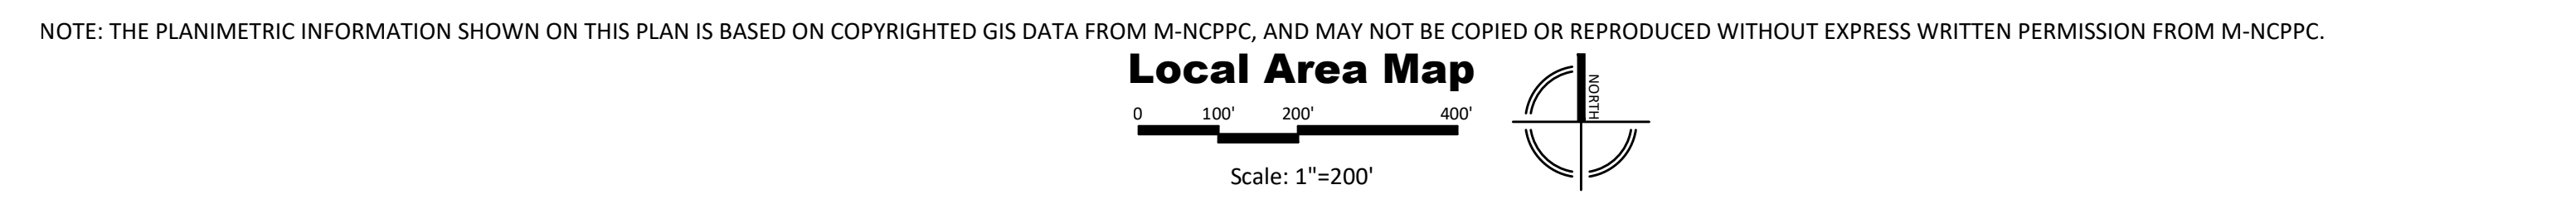 NOTE: THE PLANIMETRIC INFORMATION SHOWN ON THIS PLAN IS BASED ON COPYRIGHTED GIS DATA FROM M-NCPPC, AND MAY NOT BE COPIED OR REPRODUCED WITHOUT EXPRESS WRITTEN PERMISSION FROM M-NCPPC.
Local Area Map
0 100' 200' 400'
Scale: 1"=200'
NORTH